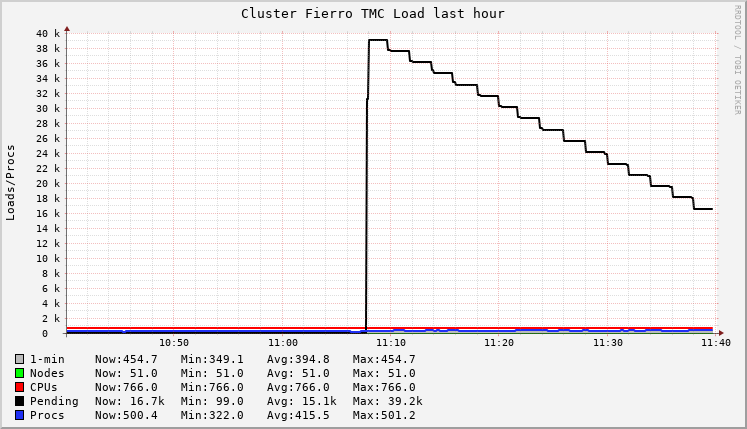 Cluster Fierro TMC Load last hour
RRDTOOL / TOBI OETIKER
Loads/Procs
40 k
38 k
36 k
34 k
32 k
30 k
28 k
26 k
24 k
22 k
20 k
18 k
16 k
14 k
12 k
10 k
8 k
6 k
4 k
2 k
0
10:50 11:00 11:10 11:20 11:30 11:40
1-min Now:454.7 Min:349.1 Avg:394.8 Max:454.7
Nodes Now: 51.0 Min: 51.0 Avg: 51.0 Max: 51.0
CPUs Now:766.0 Min:766.0 Avg:766.0 Max:766.0
Pending Now: 16.7k Min: 99.0 Avg: 15.1k Max: 39.2k
Procs Now:500.4 Min:322.0 Avg:415.5 Max:501.2